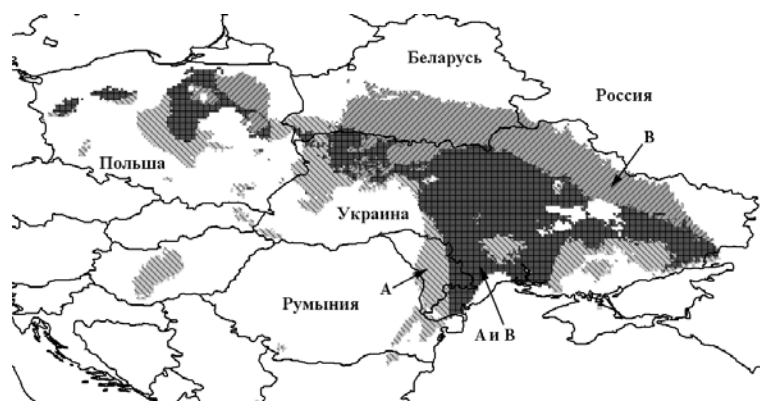 Беларусь
Россия
В
Польша
Украина
А
Румыния
А и В